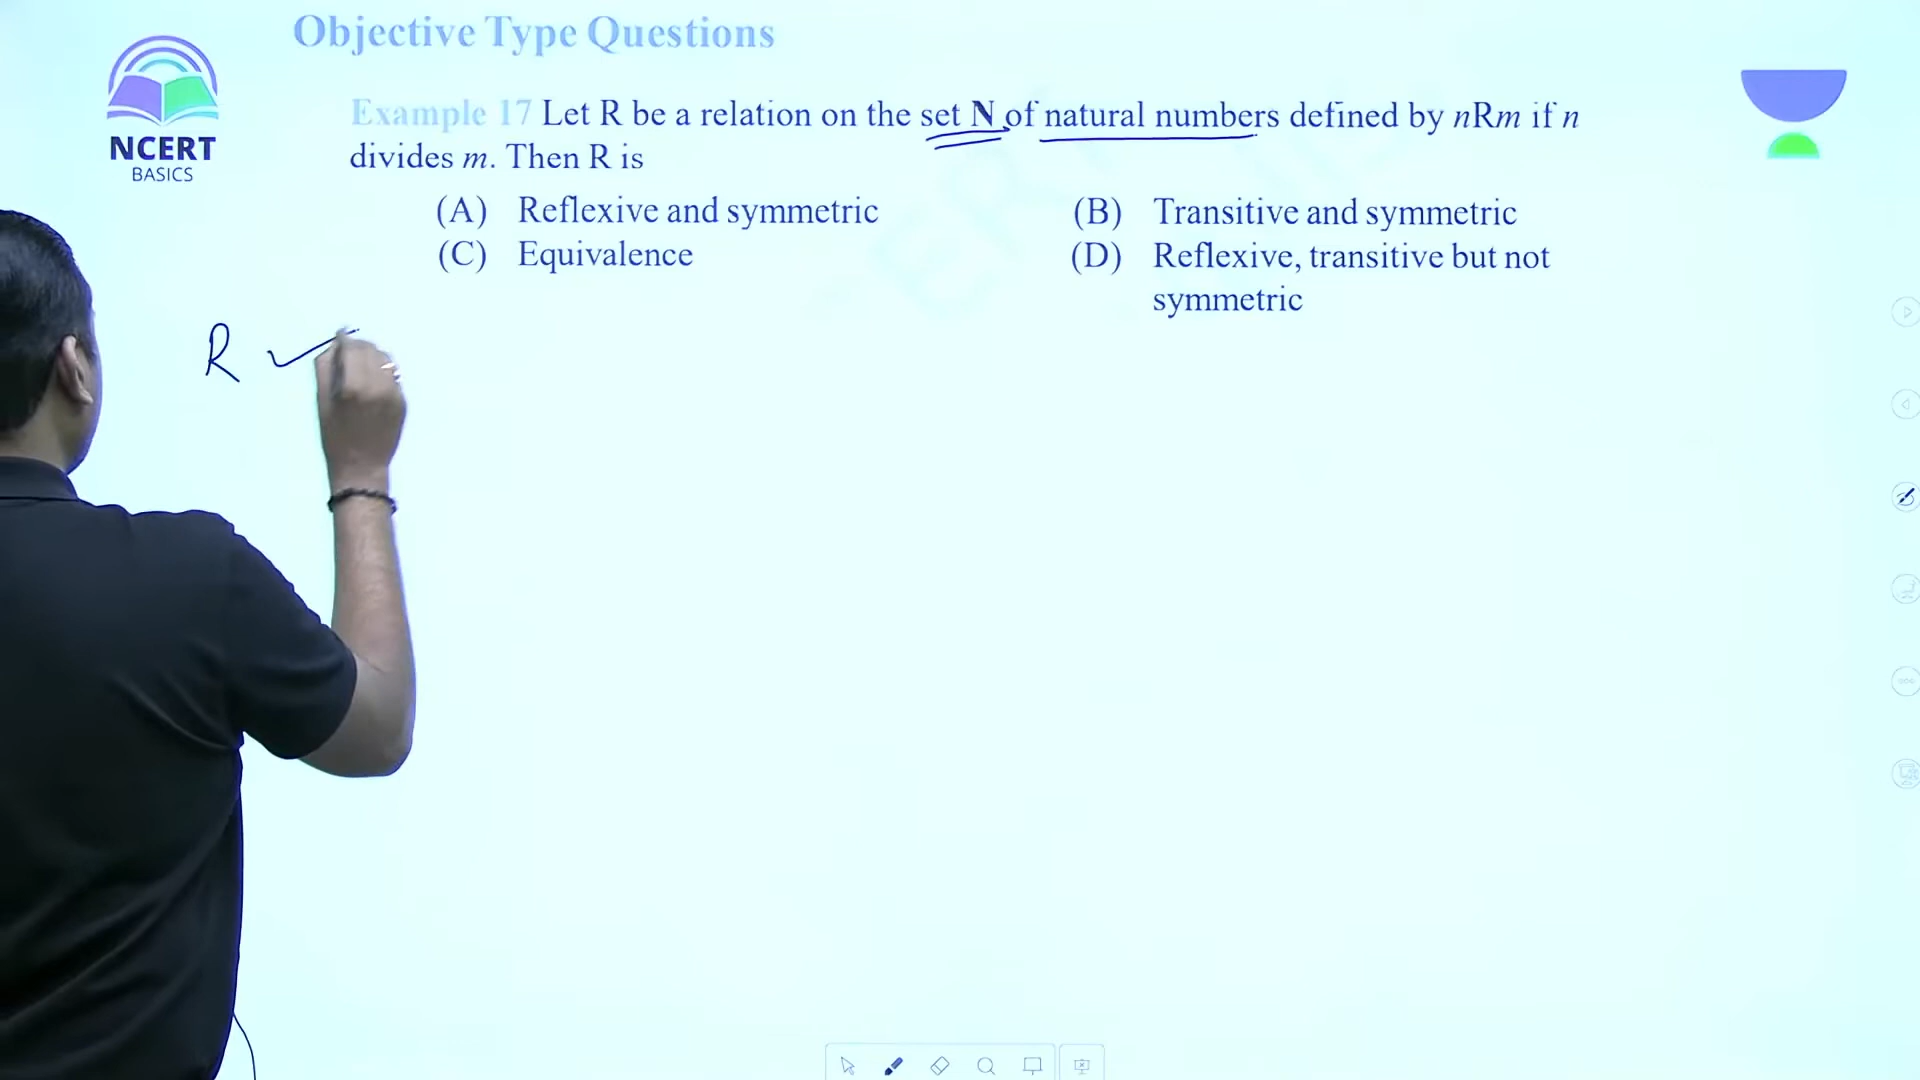 Objective Type Questions
NCERT
BASICS
Example 17 Let R be a relation on the set N of natural numbers defined by nRm if n
divides m. Then R is
(A) Reflexive and symmetric
(B) Transitive and symmetric
(C) Equivalence
(D) Reflexive, transitive but not
symmetric
R